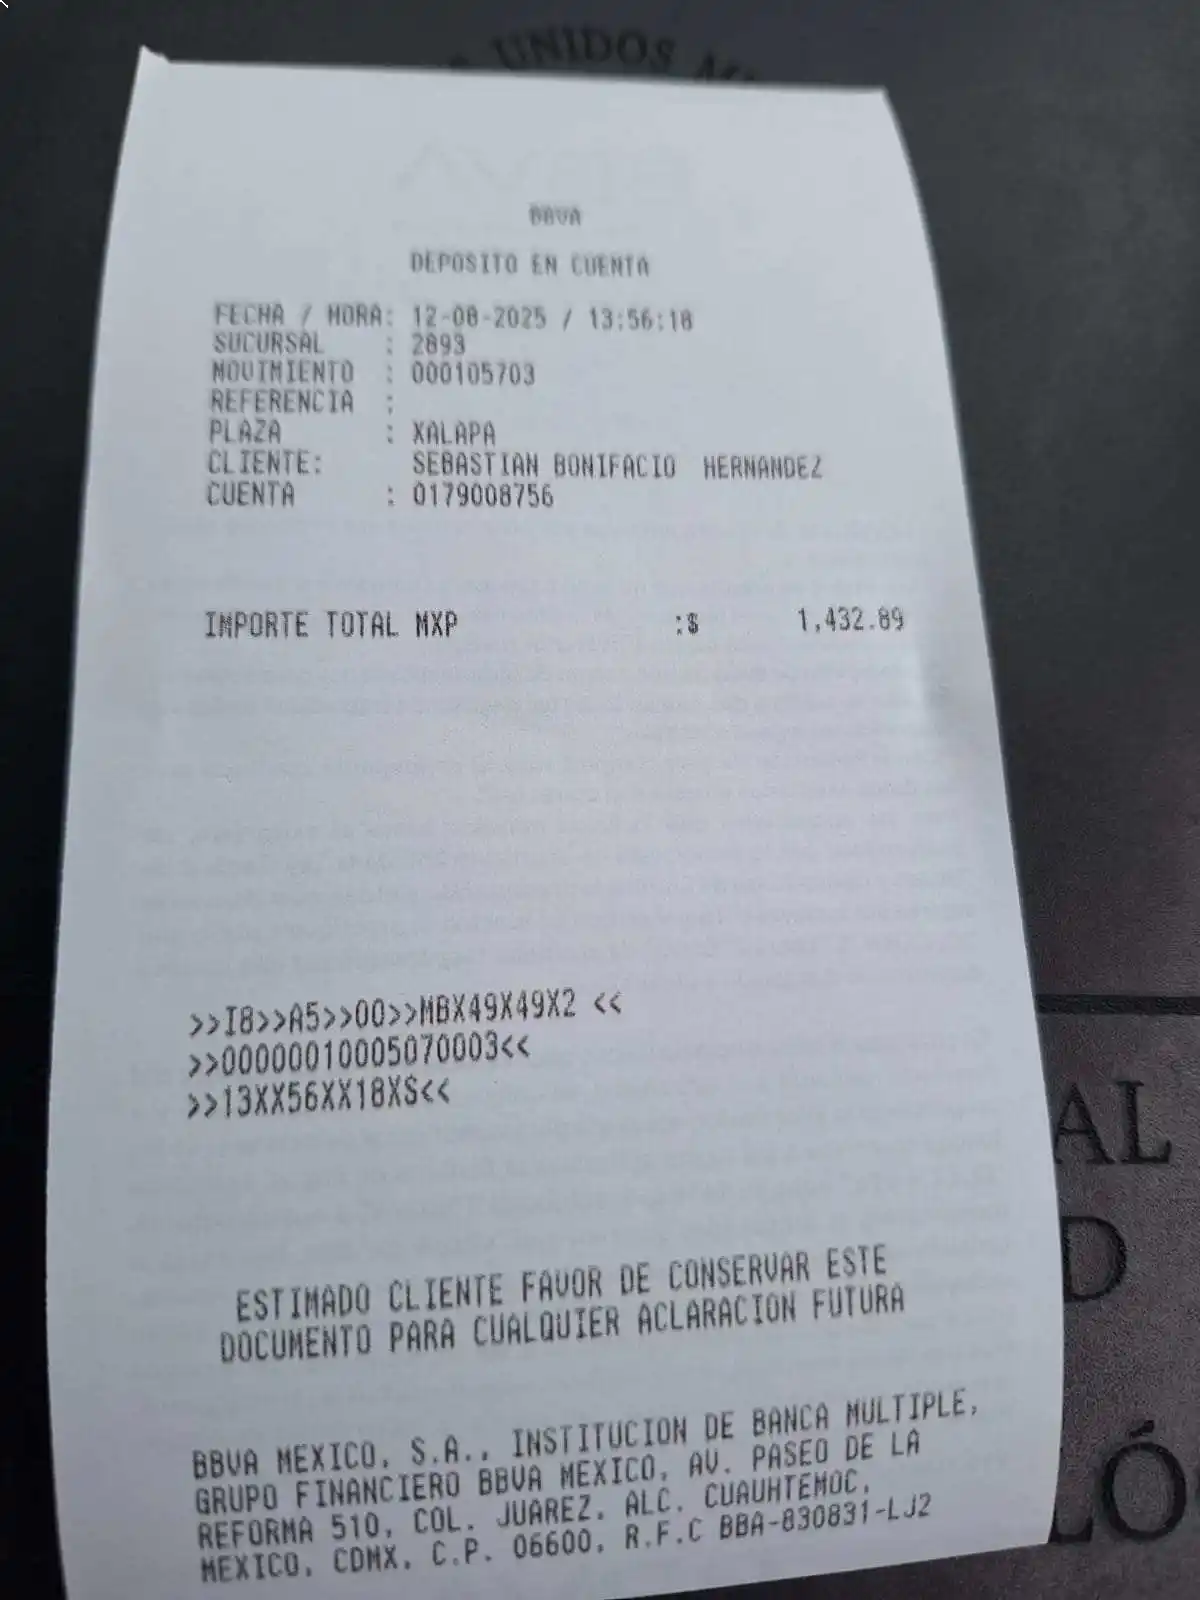 UNIDOS
BBVA
DEPOSITO EN CUENTA
FECHA / HORA: 12-08-2025 / 13:56:18
SUCURSAL : 2893
MOVIMIENTO : 000105703
REFERENCIA :
PLAZA : XALAPA
CLIENTE: SEBASTIAN BONIFACIO HERNANDEZ
CUENTA : 0179008756
IMPORTE TOTAL MXP :$ 1,432.89
>>I8>>A5>>00>>MBX49X49X2 <<
>>00000010005070003<<
>>13XX56XX18XS<<
AL
D
LÓ
ESTIMADO CLIENTE FAVOR DE CONSERVAR ESTE
DOCUMENTO PARA CUALQUIER ACLARACION FUTURA
BBVA MEXICO, S.A., INSTITUCION DE BANCA MULTIPLE,
GRUPO FINANCIERO BBVA MEXICO, AV. PASEO DE LA
REFORMA 510, COL. JUAREZ, ALC. CUAUHTEMOC,
MEXICO, CDMX, C.P. 06600, R.F.C BBA-830831-LJ2